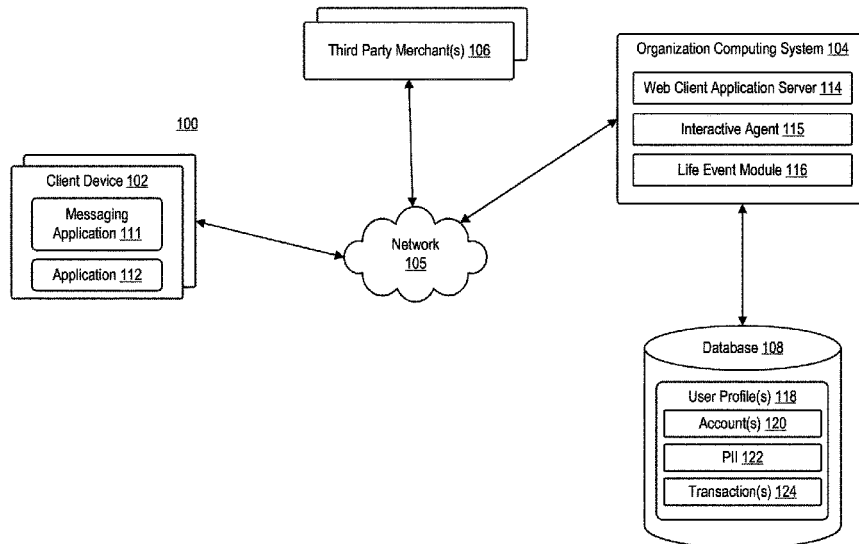 Third Party Merchant(s) 106
Organization Computing System 104
Web Client Application Server 114
Interactive Agent 115
Life Event Module 116
100
Client Device 102
Messaging
Application 111
Application 112
Network
105
Database 108
User Profile(s) 118
Account(s) 120
PII 122
Transaction(s) 124